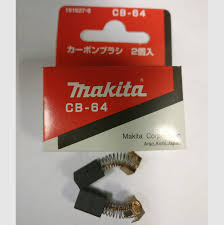 191627-8
CB-64
カーボンブラシ 2個入
makita
CB-64
Makita Corporation
Anjo, Aichi, Japan